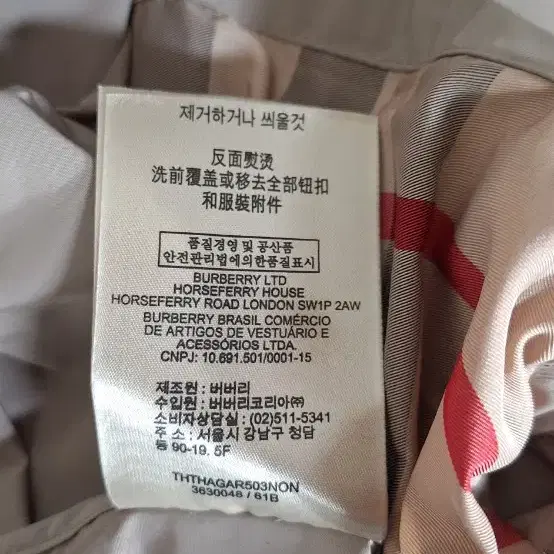 제거하거나 씌울것
反面熨烫
洗前覆盖或移去全部钮扣
和服裝附件
품질경영 및 공산품
안전관리법에의한품질표시
BURBERRY LTD
HORSEFERRY HOUSE
HORSEFERRY ROAD LONDON SW1P 2AW
BURBERRY BRASIL COMÉRCIO
DE ARTIGOS DE VESTUÁRIO E
ACESSÓRIOS LTDA.
CNPJ: 10.691.501/0001-15
제조원 : 버버리
수입원 : 버버리코리아㈜
소비자상담실 : (02)511-5341
주 소 : 서울시 강남구 청담
동 90-19. 5F
THTHAGAR503NON
3630048 / 61B